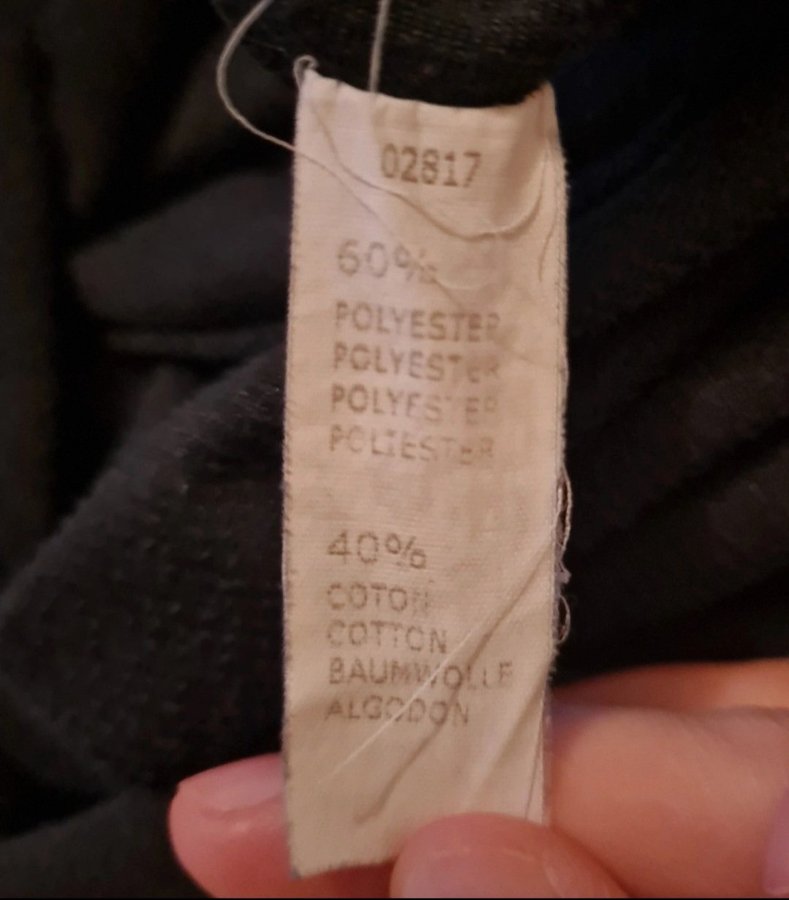 02817
60%
POLYESTER
POLYESTER
POLYESTER
POLIESTER
40%
COTON
COTTON
BAUMWOLLE
ALGODON